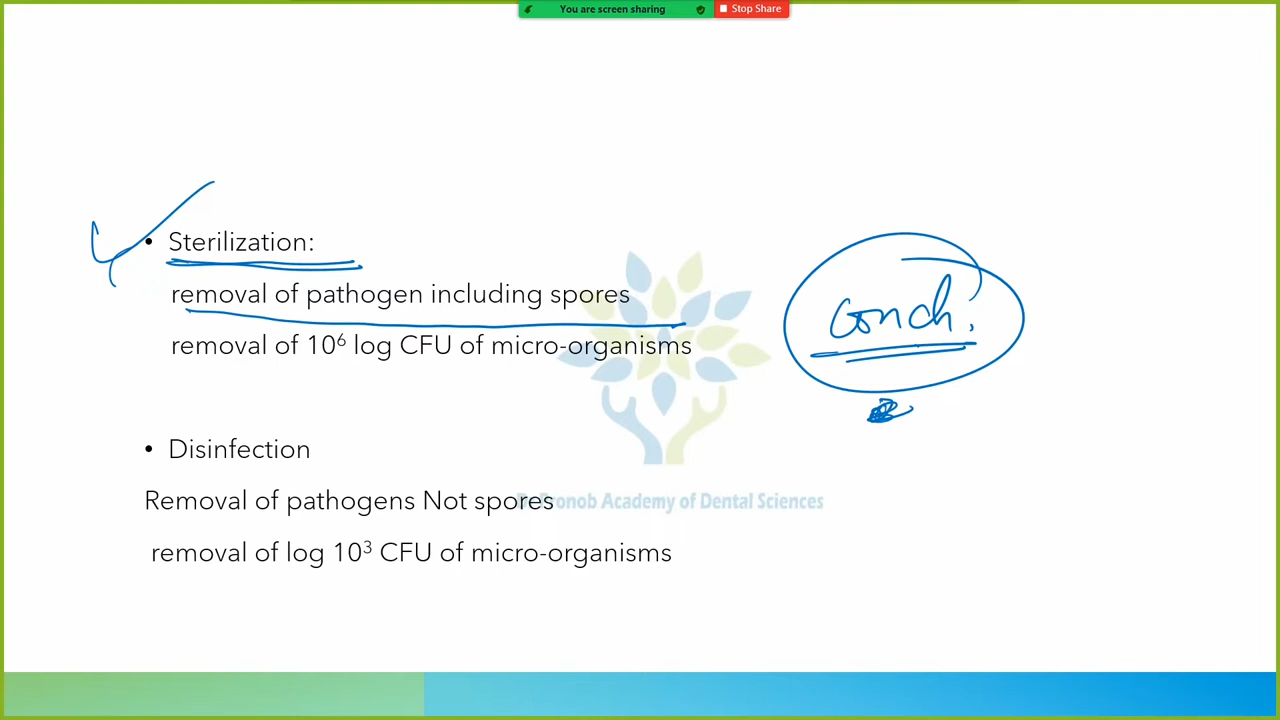 You are screen sharing Stop Share
• Sterilization:
removal of pathogen including spores
removal of 10⁶ log CFU of micro-organisms
• Disinfection
Removal of pathogens Not spores
Pronob Academy of Dental Sciences
removal of log 10³ CFU of micro-organisms